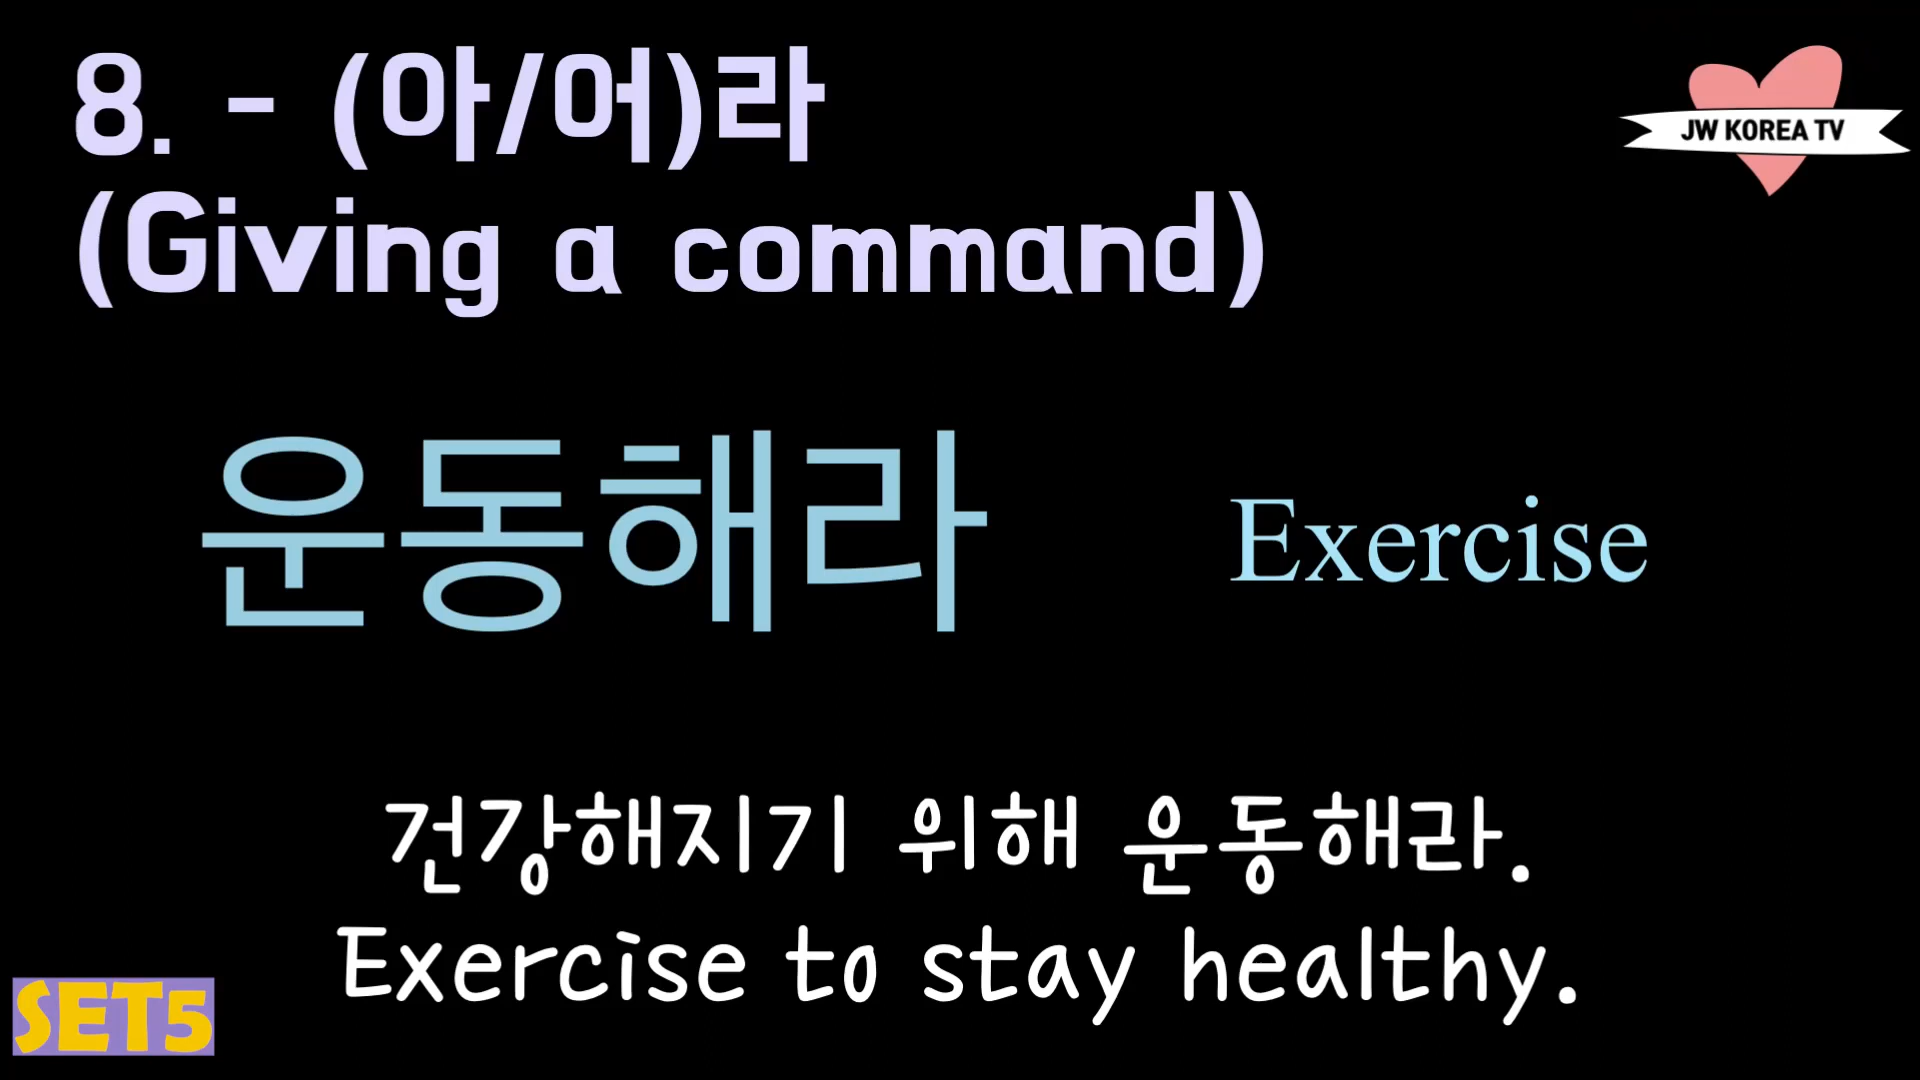 8. - (아/어)라
(Giving a command)
JW KOREA TV
운동해라
Exercise
건강해지기 위해 운동해라.
Exercise to stay healthy.
SET5